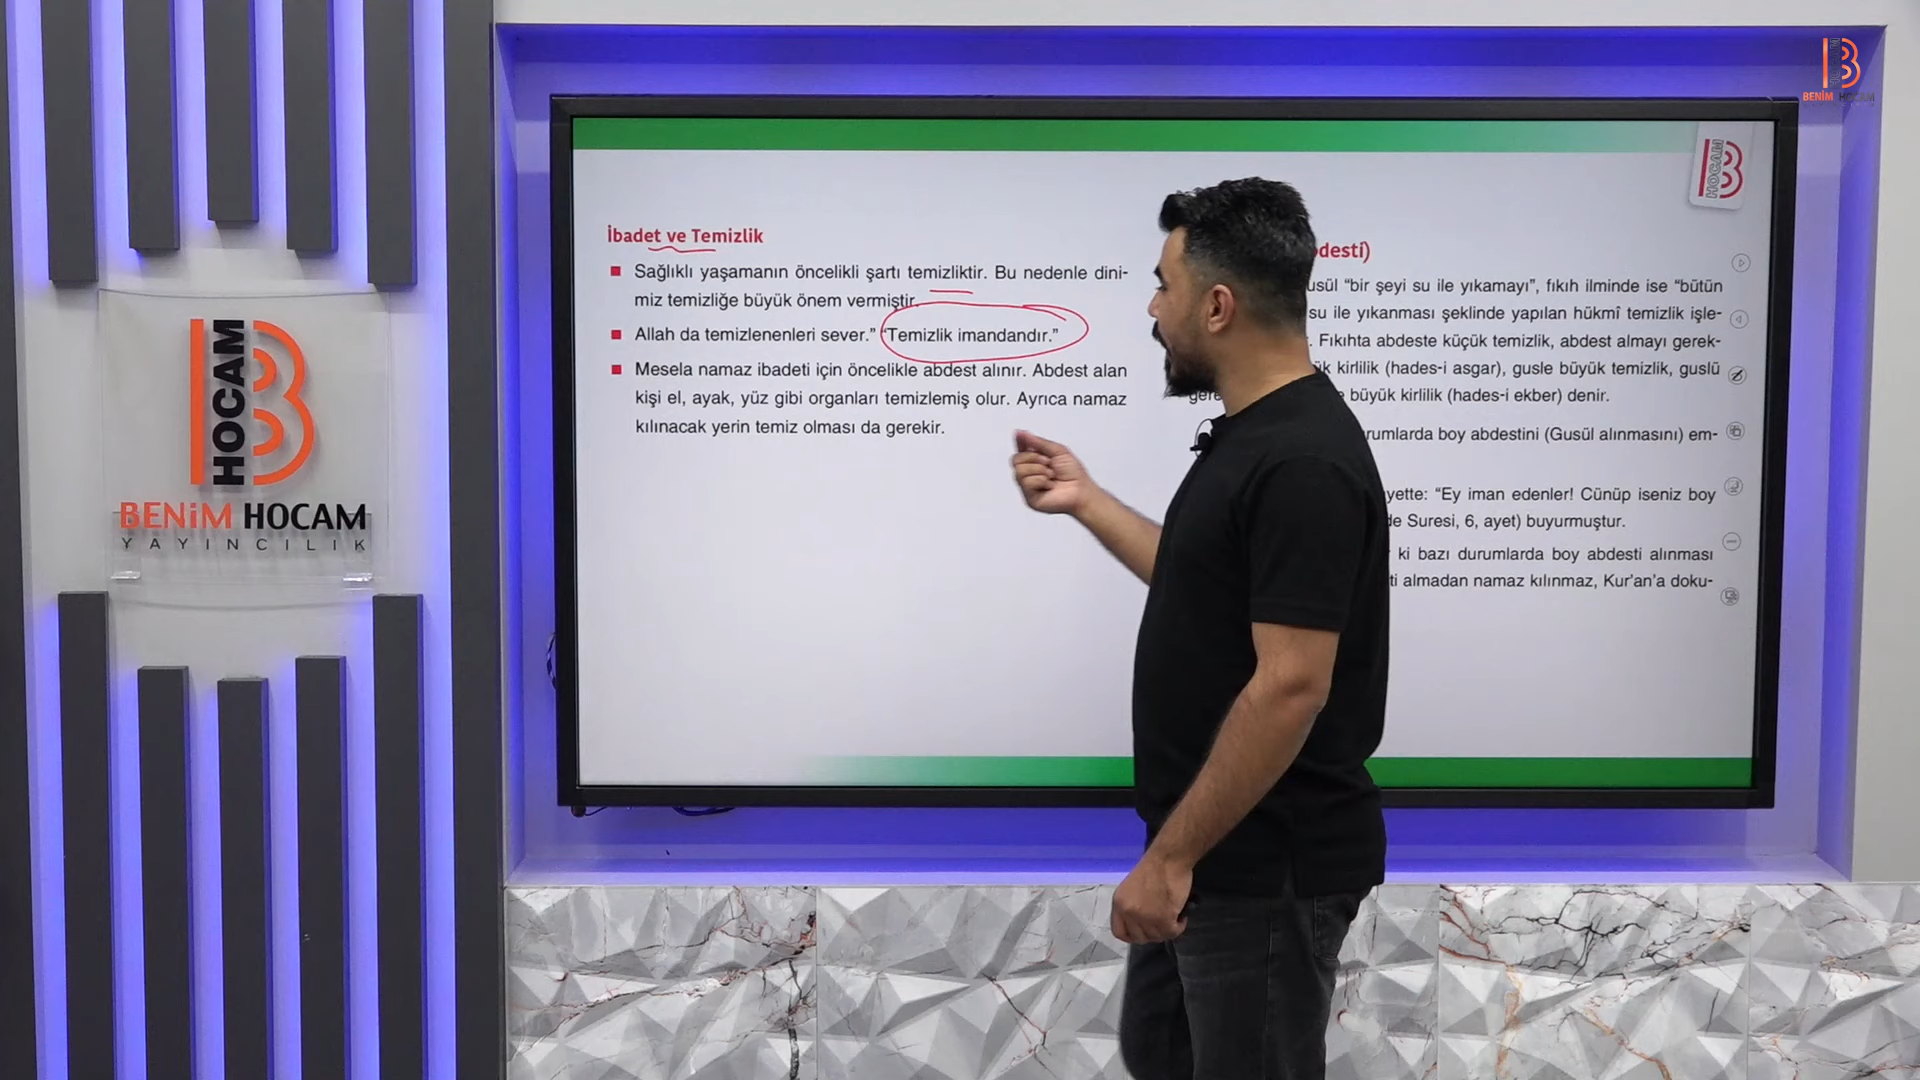 BENİM HOCAM
HOCAM
HOCAM
BENİM HOCAM
YAYINCILIK
İbadet ve Temizlik
Sağlıklı yaşamanın öncelikli şartı temizliktir. Bu nedenle dini-
miz temizliğe büyük önem vermiştir.
Allah da temizlenenleri sever.” “Temizlik imandandır.”
Mesela namaz ibadeti için öncelikle abdest alınır. Abdest alan
kişi el, ayak, yüz gibi organları temizlemiş olur. Ayrıca namaz
kılınacak yerin temiz olması da gerekir.
desti)
usül “bir şeyi su ile yıkamayı”, fıkıh ilminde ise “bütün
su ile yıkanması şeklinde yapılan hükmî temizlik işle-
. Fıkıhta abdeste küçük temizlik, abdest almayı gerek-
kirlilik (hades-i asgar), gusle büyük temizlik, guslü
gere büyük kirlilik (hades-i ekber) denir.
rumlarda boy abdestini (Gusül alınmasını) em-
yette: “Ey iman edenler! Cünüp iseniz boy
de Suresi, 6, ayet) buyurmuştur.
ki bazı durumlarda boy abdesti alınması
ti almadan namaz kılınmaz, Kur’an’a doku-